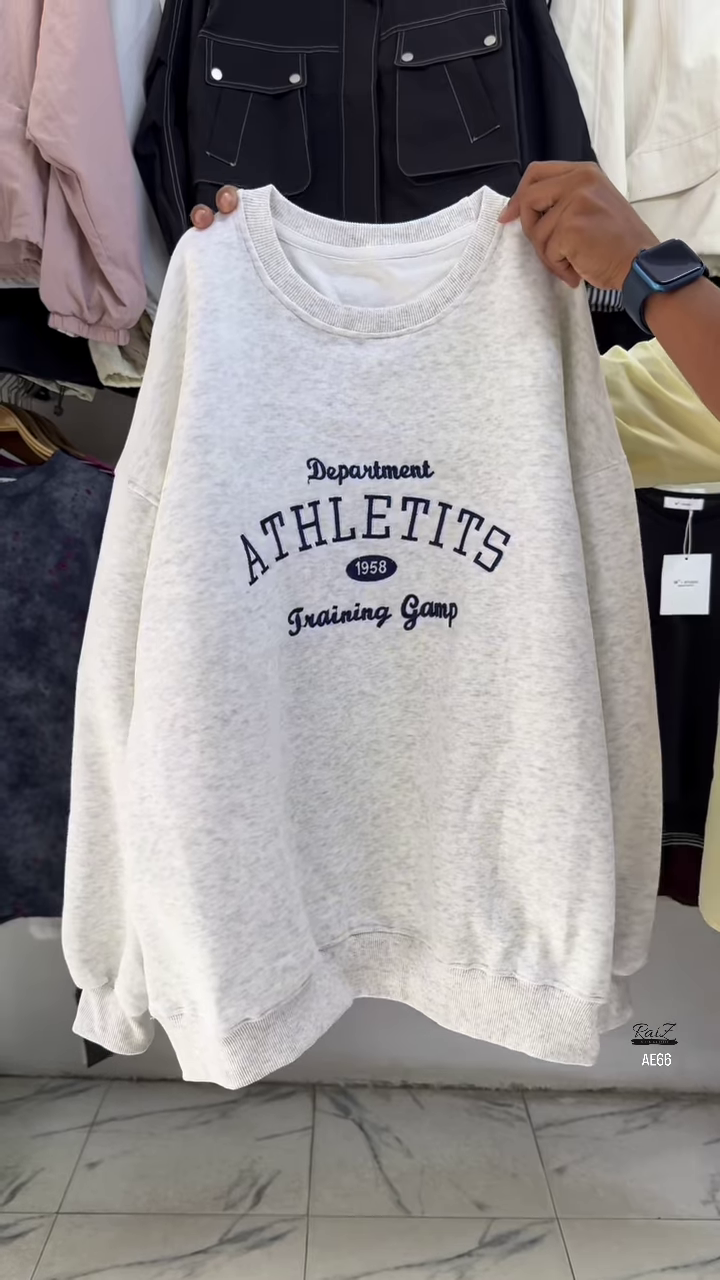 Department
ATHLETITS
1958
Training Gamp
RaiZ
AE66